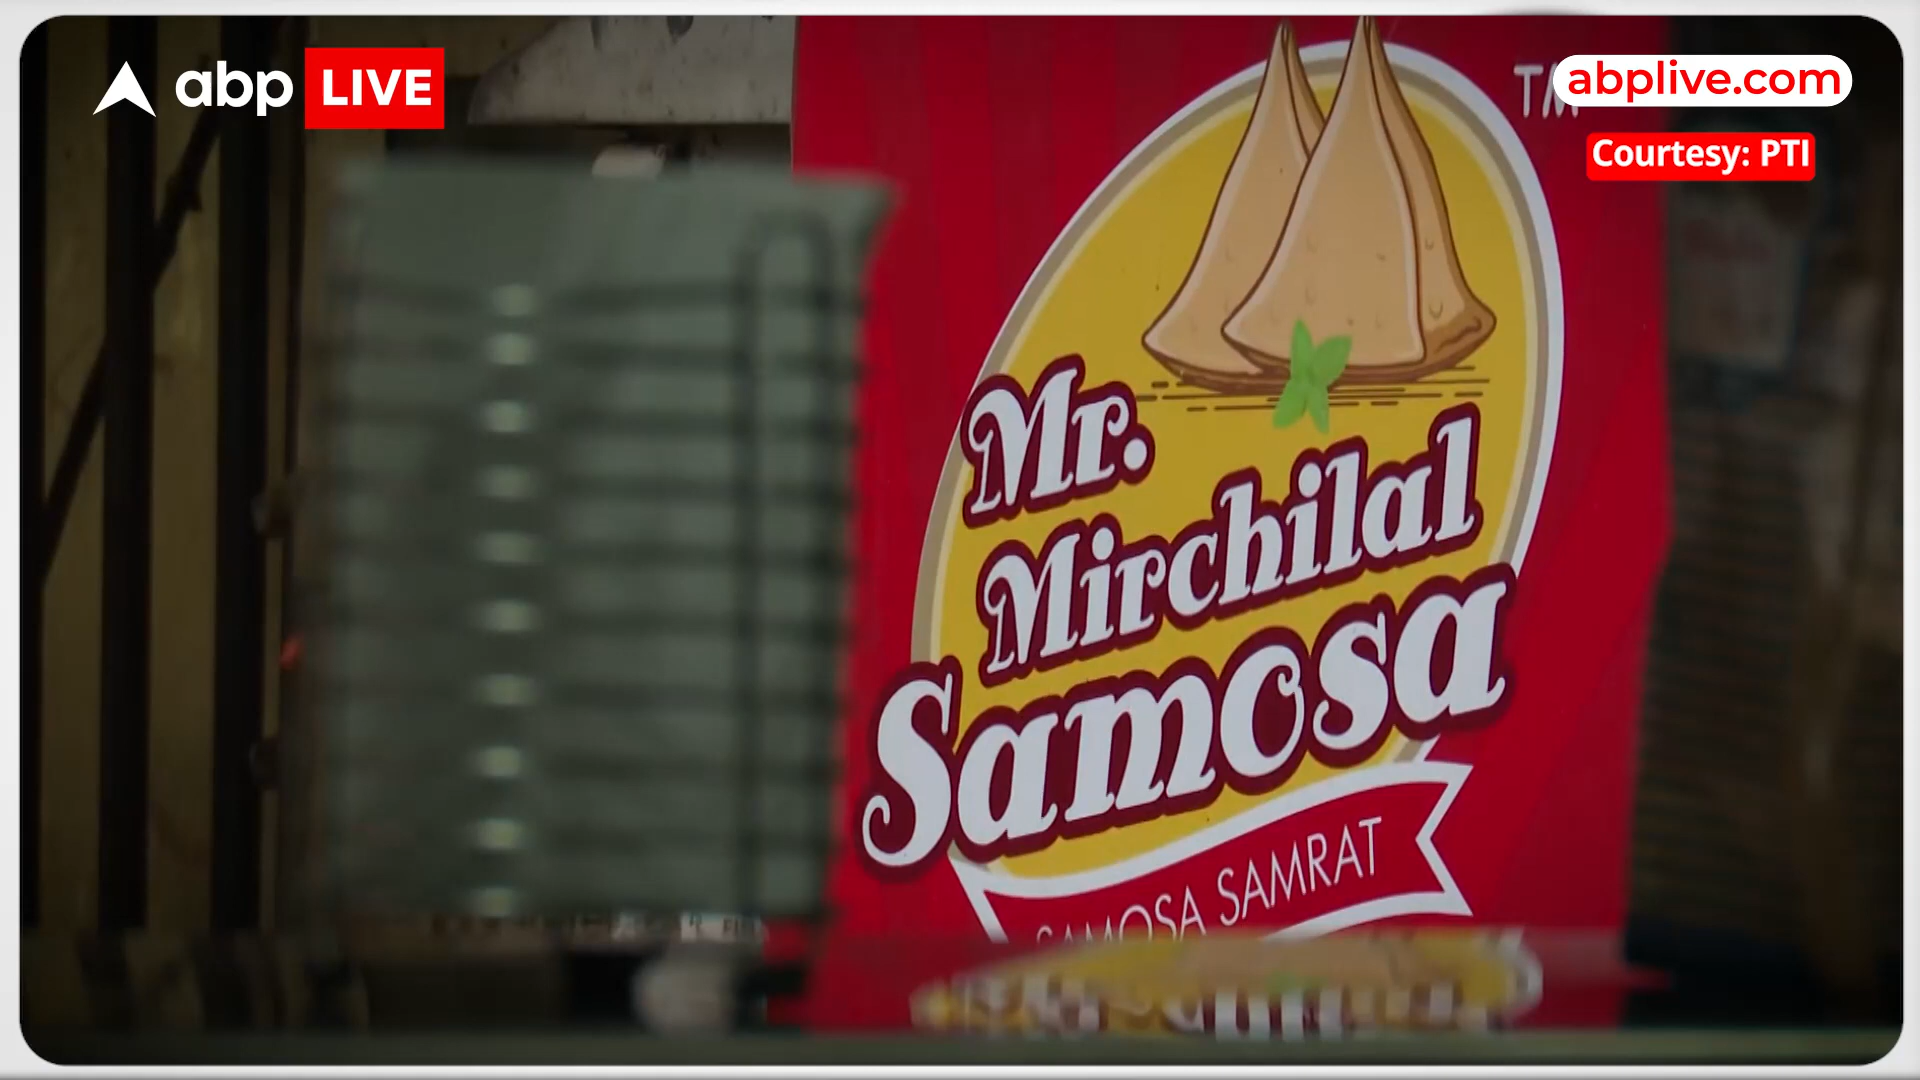 abp LIVE
abplive.com
TM
Courtesy: PTI
Mr.
Mirchilal
Samosa
SAMOSA SAMRAT